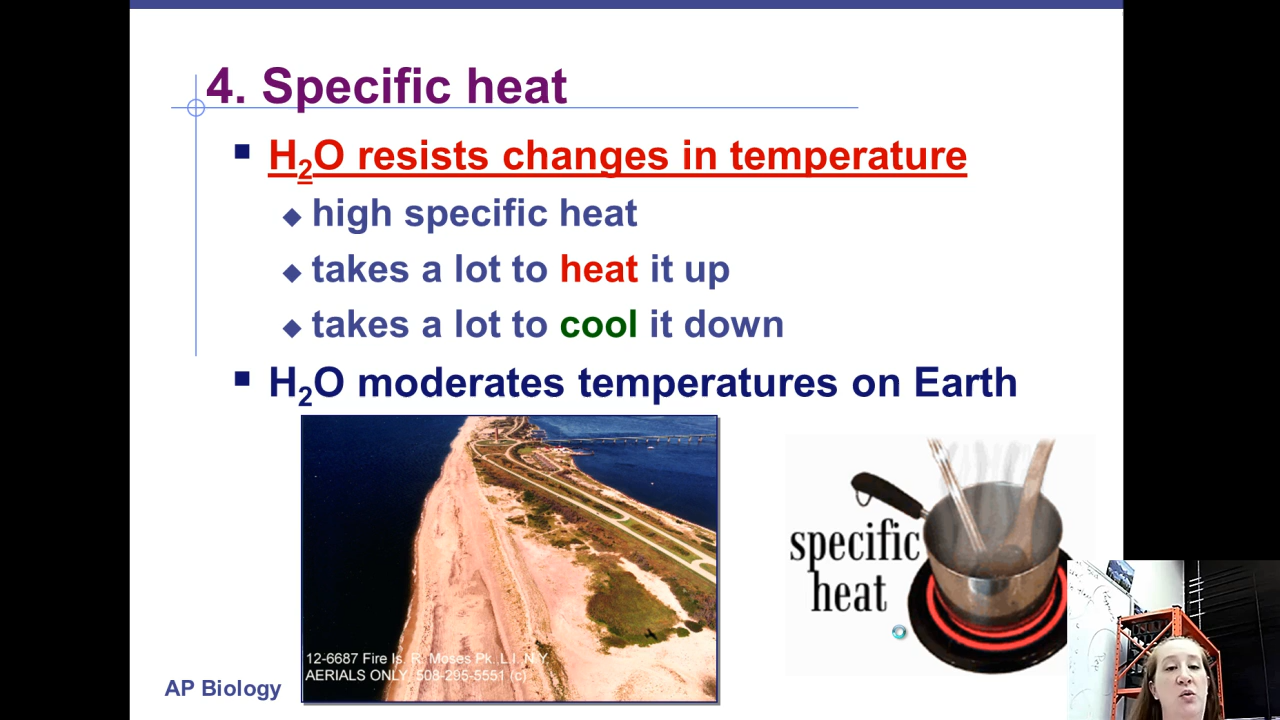 4. Specific heat
H₂O resists changes in temperature
high specific heat
takes a lot to heat it up
takes a lot to cool it down
H₂O moderates temperatures on Earth
12-6687 Fire Is. R. Moses Pk. L.I. N.Y.
AERIALS ONLY 508-295-5551 (c)
specific
heat
AP Biology